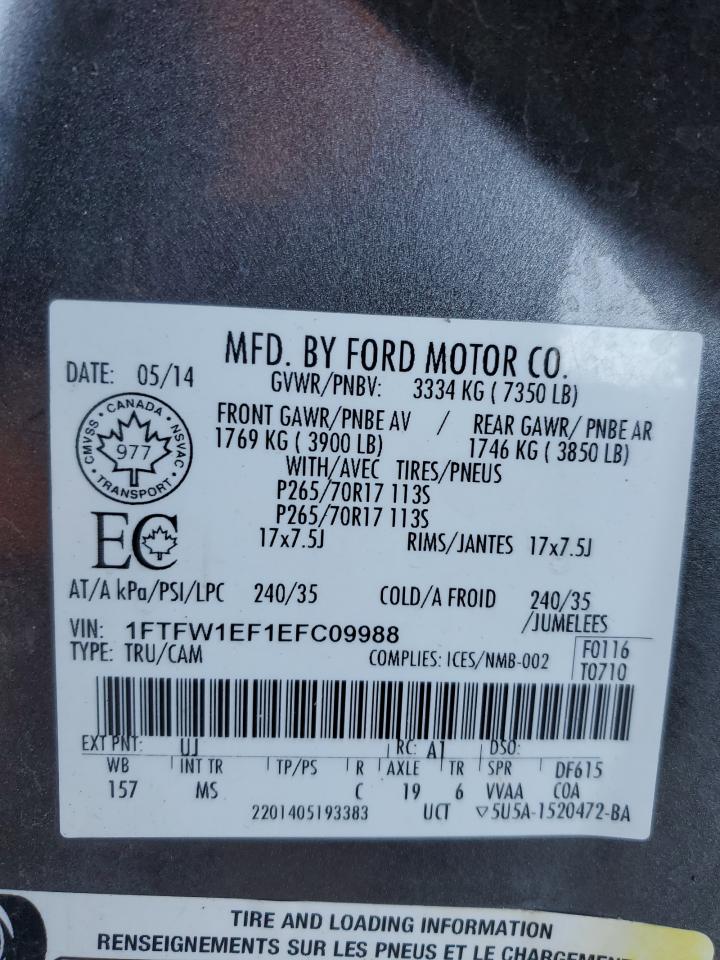 MFD. BY FORD MOTOR CO.
DATE: 05/14
GVWR/PNBV: 3334 KG ( 7350 LB)
FRONT GAWR/PNBE AV / REAR GAWR/ PNBE AR
1769 KG ( 3900 LB) 1746 KG ( 3850 LB)
WITH/AVEC TIRES/PNEUS
P265/70R17 113S
P265/70R17 113S
17x7.5J RIMS/JANTES 17x7.5J
CANADA
CMVSS NSVAC
977
TRANSPORT
EC
AT/A kPa/PSI/LPC 240/35 COLD/A FROID 240/35
/JUMELEES
VIN: 1FTFW1EF1EFC09988
TYPE: TRU/CAM COMPLIES: ICES/NMB-002
F0116
T0710
EXT PNT: UJ RC: A1 DSO:
WB INT TR TP/PS R AXLE TR SPR DF615
157 MS C 19 6 VVAA COA
2201405193383 UCT ▽5U5A-1520472-BA
TIRE AND LOADING INFORMATION
RENSEIGNEMENTS SUR LES PNEUS ET LE CHARGEMENT